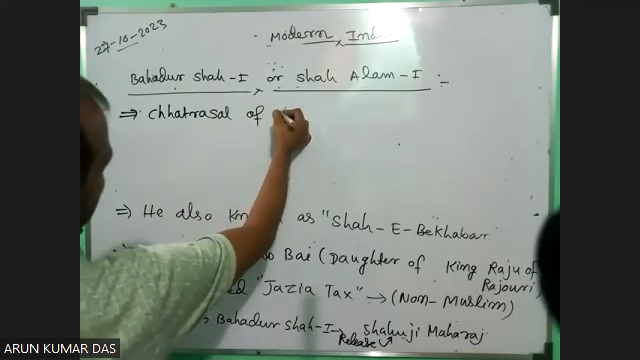 27-10-2023
Modern Ind
Bahadur Shah-I or Shah Alam-I :-
⇒ Chhatrasal of
⇒ He also Kn as "Shah-E-Bekhabar
Bai (Daughter of King Raju of Rajouri)
"Jazia Tax" → (Non-Muslim)
Bahadur Shah-I → Shahuji Maharaj
Release
ARUN KUMAR DAS